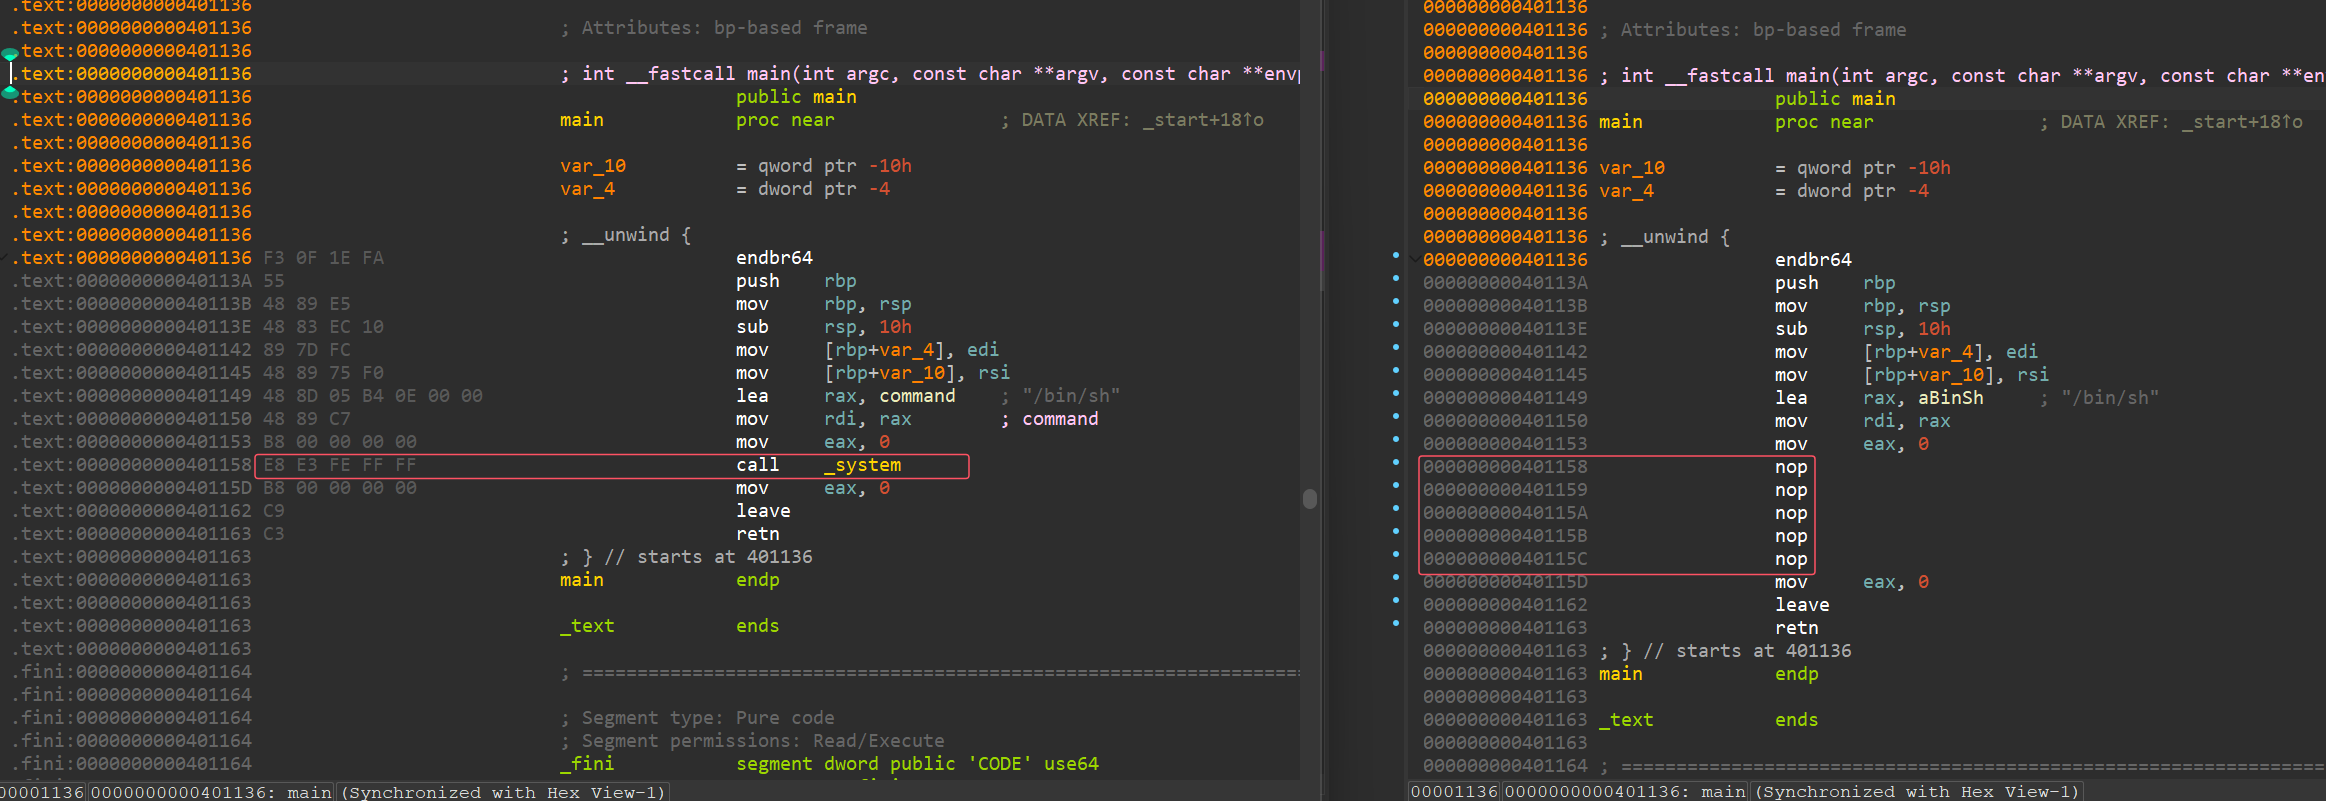 .text:0000000000401136
.text:0000000000401136 ; Attributes: bp-based frame
.text:0000000000401136
.text:0000000000401136 ; int __fastcall main(int argc, const char **argv, const char **envp
.text:0000000000401136 public main
.text:0000000000401136 main proc near ; DATA XREF: _start+18↑o
.text:0000000000401136
.text:0000000000401136 var_10 = qword ptr -10h
.text:0000000000401136 var_4 = dword ptr -4
.text:0000000000401136
.text:0000000000401136 ; __unwind {
.text:0000000000401136 F3 0F 1E FA endbr64
.text:000000000040113A 55 push rbp
.text:000000000040113B 48 89 E5 mov rbp, rsp
.text:000000000040113E 48 83 EC 10 sub rsp, 10h
.text:0000000000401142 89 7D FC mov [rbp+var_4], edi
.text:0000000000401145 48 89 75 F0 mov [rbp+var_10], rsi
.text:0000000000401149 48 8D 05 B4 0E 00 00 lea rax, command ; "/bin/sh"
.text:0000000000401150 48 89 C7 mov rdi, rax ; command
.text:0000000000401153 B8 00 00 00 00 mov eax, 0
.text:0000000000401158 E8 E3 FE FF FF call _system
.text:000000000040115D B8 00 00 00 00 mov eax, 0
.text:0000000000401162 C9 leave
.text:0000000000401163 C3 retn
.text:0000000000401163 ; } // starts at 401136
.text:0000000000401163 main endp
.text:0000000000401163
.text:0000000000401163 _text ends
.text:0000000000401163
.fini:0000000000401164 ; ==================================================================
.fini:0000000000401164
.fini:0000000000401164 ; Segment type: Pure code
.fini:0000000000401164 ; Segment permissions: Read/Execute
.fini:0000000000401164 _fini segment dword public 'CODE' use64
00001136 0000000000401136: main (Synchronized with Hex View-1)
0000000000401136
0000000000401136 ; Attributes: bp-based frame
0000000000401136
0000000000401136 ; int __fastcall main(int argc, const char **argv, const char **en
0000000000401136 public main
0000000000401136 main proc near ; DATA XREF: _start+18↑o
0000000000401136
0000000000401136 var_10 = qword ptr -10h
0000000000401136 var_4 = dword ptr -4
0000000000401136
0000000000401136 ; __unwind {
0000000000401136 endbr64
000000000040113A push rbp
000000000040113B mov rbp, rsp
000000000040113E sub rsp, 10h
0000000000401142 mov [rbp+var_4], edi
0000000000401145 mov [rbp+var_10], rsi
0000000000401149 lea rax, aBinSh ; "/bin/sh"
0000000000401150 mov rdi, rax
0000000000401153 mov eax, 0
0000000000401158 nop
0000000000401159 nop
000000000040115A nop
000000000040115B nop
000000000040115C nop
000000000040115D mov eax, 0
0000000000401162 leave
0000000000401163 retn
0000000000401163 ; } // starts at 401136
0000000000401163 main endp
0000000000401163
0000000000401163 _text ends
0000000000401163
0000000000401164 ; ================================================================
00001136 0000000000401136: main (Synchronized with Hex View-1)